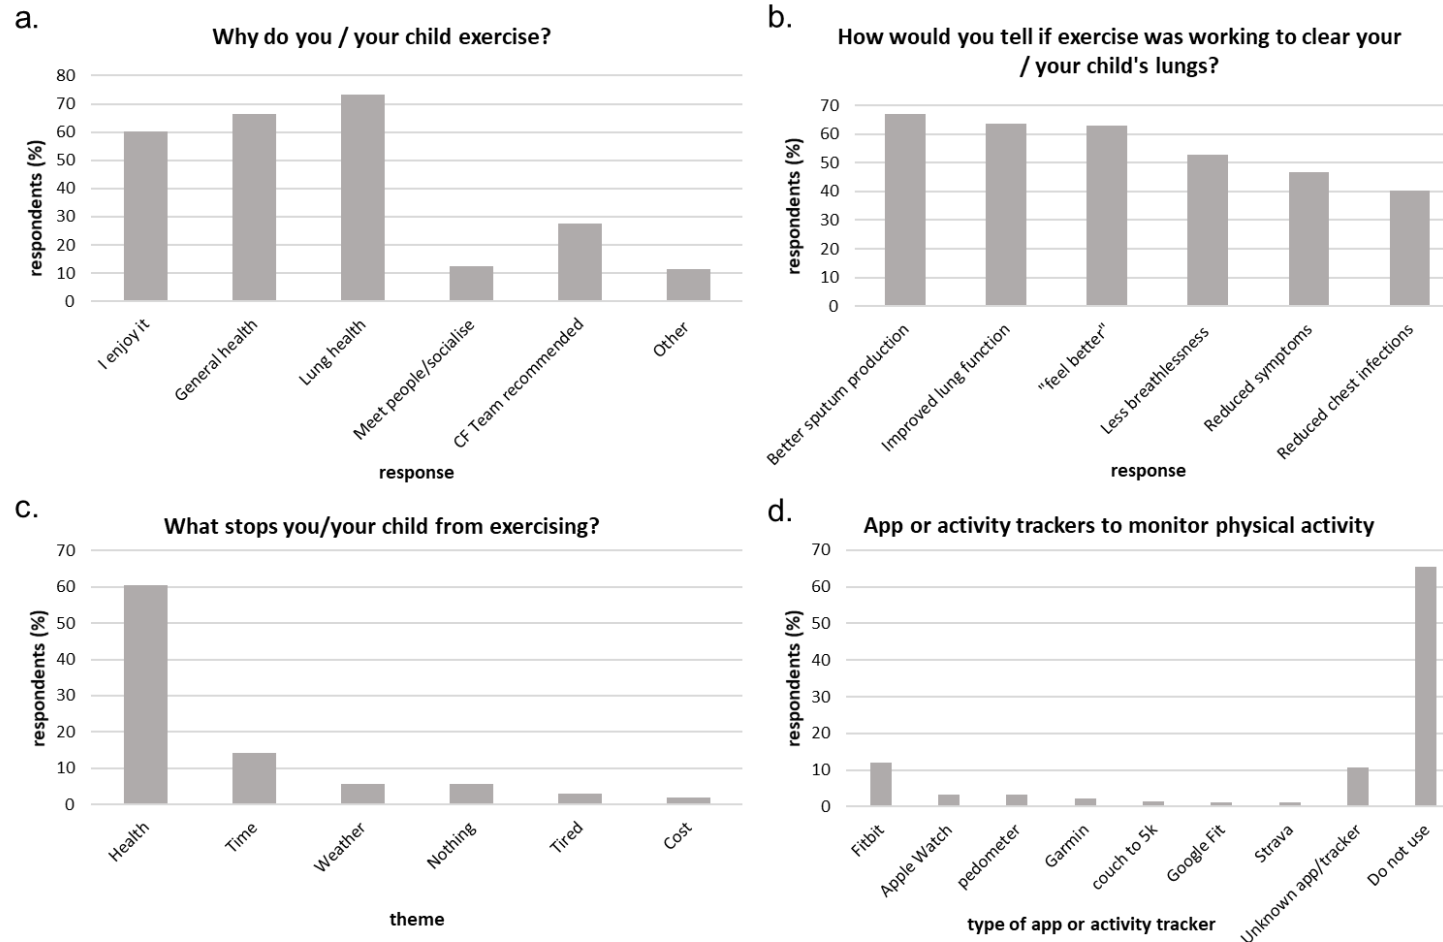 a.
Why do you / your child exercise?
respondents (%)
80
70
60
50
40
30
20
10
0
I enjoy it
General health
Lung health
Meet people/socialise
CF Team recommended
Other
response
b.
How would you tell if exercise was working to clear your
/ your child's lungs?
respondents (%)
70
60
50
40
30
20
10
0
Better sputum production
Improved lung function
"feel better"
Less breathlessness
Reduced symptoms
Reduced chest infections
response
c.
What stops you/your child from exercising?
respondents (%)
70
60
50
40
30
20
10
0
Health
Time
Weather
Nothing
Tired
Cost
theme
d.
App or activity trackers to monitor physical activity
respondents (%)
70
60
50
40
30
20
10
0
Fitbit
Apple Watch
pedometer
Garmin
couch to 5k
Google Fit
Strava
Unknown app/tracker
Do not use
type of app or activity tracker